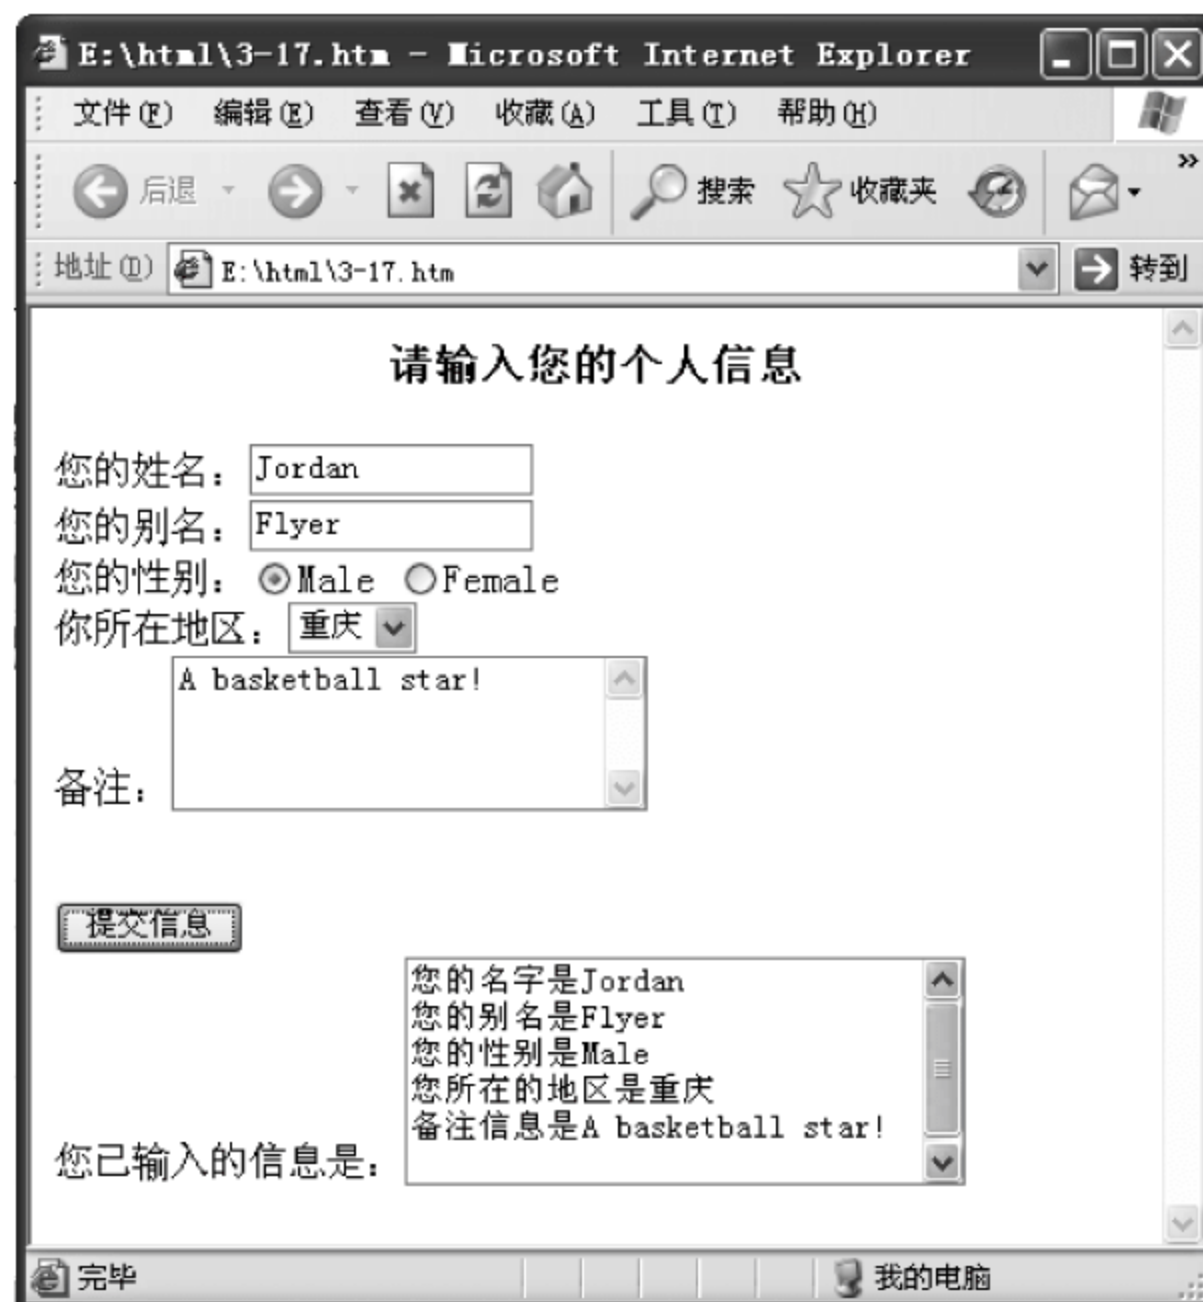 E:\html\3-17.htm - Microsoft Internet Explorer
文件(F) 编辑(E) 查看(V) 收藏(A) 工具(T) 帮助(H)
后退 搜索 收藏夹 »
地址(D) E:\html\3-17.htm 转到
请输入您的个人信息
您的姓名：Jordan
您的别名：Flyer
您的性别：Male Female
你所在地区：重庆
A basketball star!
备注：
提交信息
您的名字是Jordan
您的别名是Flyer
您的性别是Male
您所在的地区是重庆
备注信息是A basketball star!
您已输入的信息是：
完毕 我的电脑